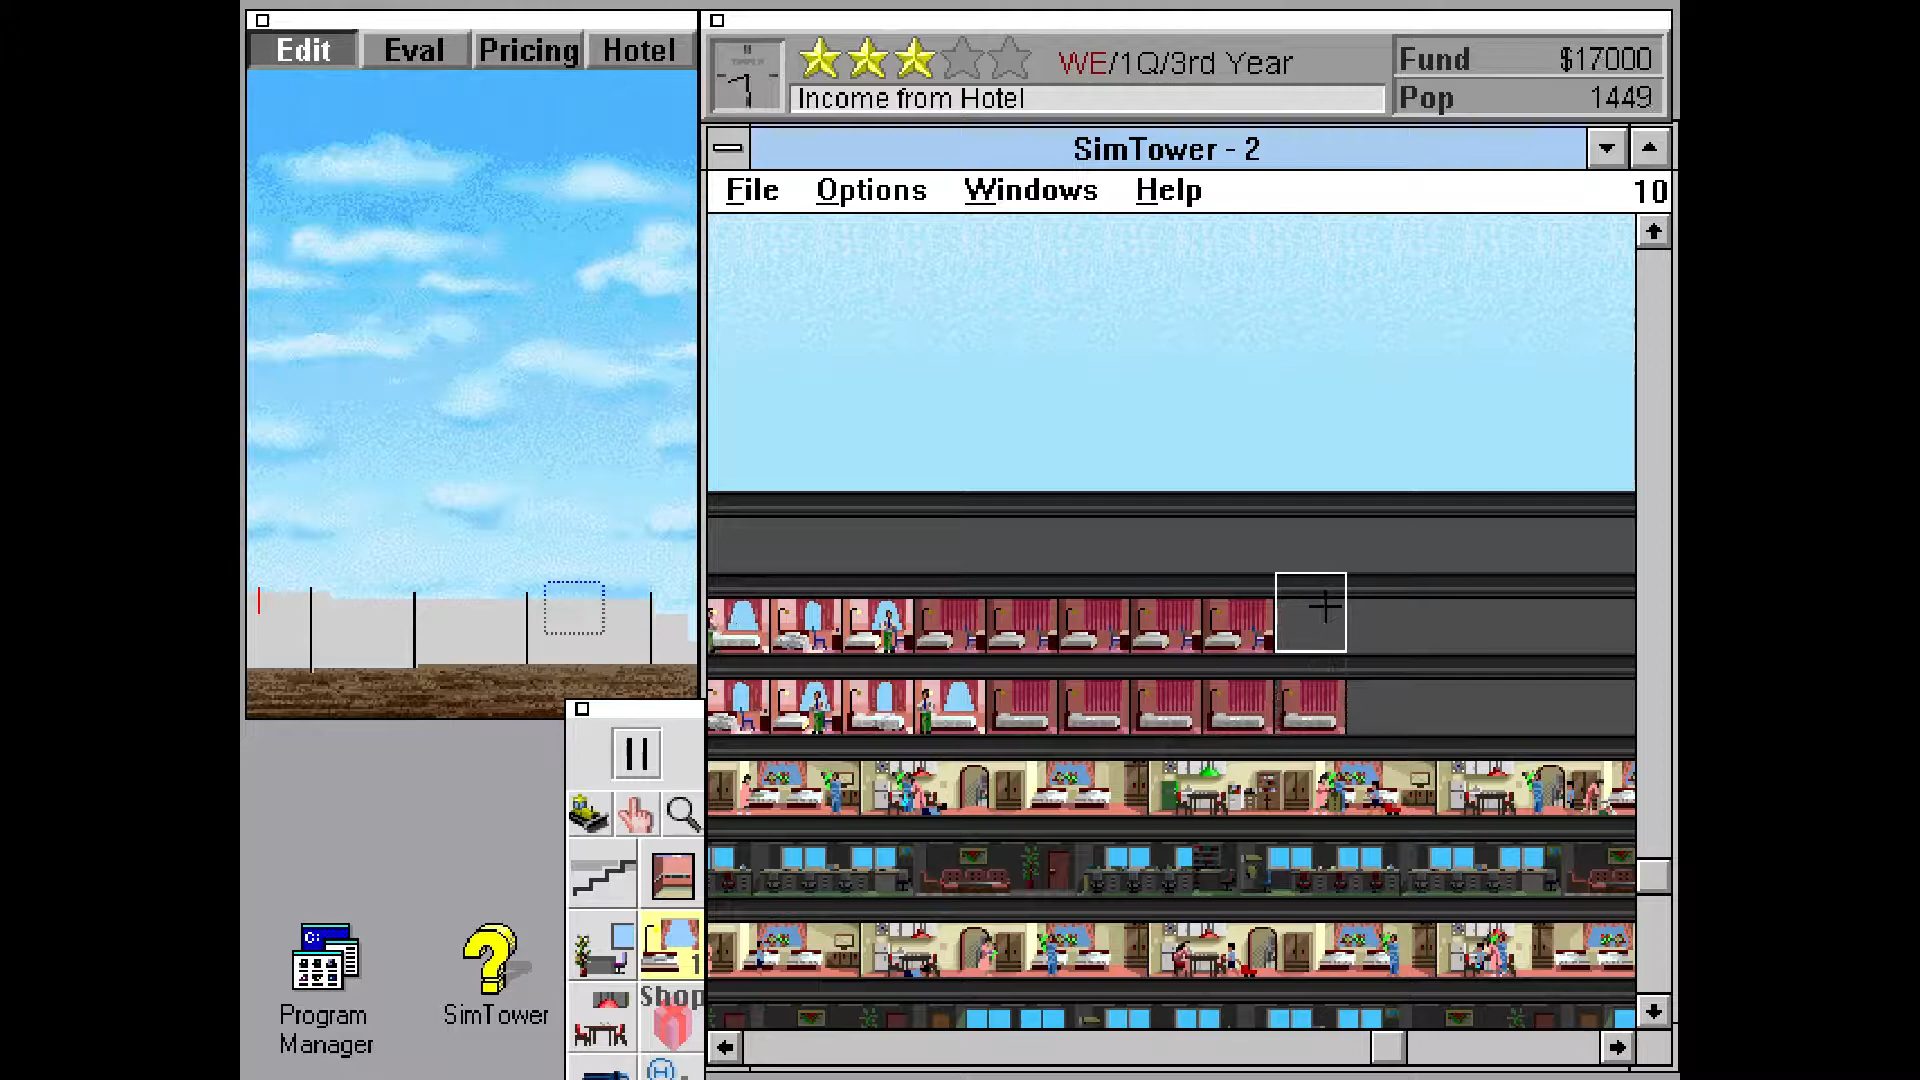 Edit Eval Pricing Hotel
WE/1Q/3rd Year
Fund $17000
Income from Hotel
Pop 1449
SimTower - 2
File Options Windows Help 10
1
Shop
H
Program
Manager
SimTower